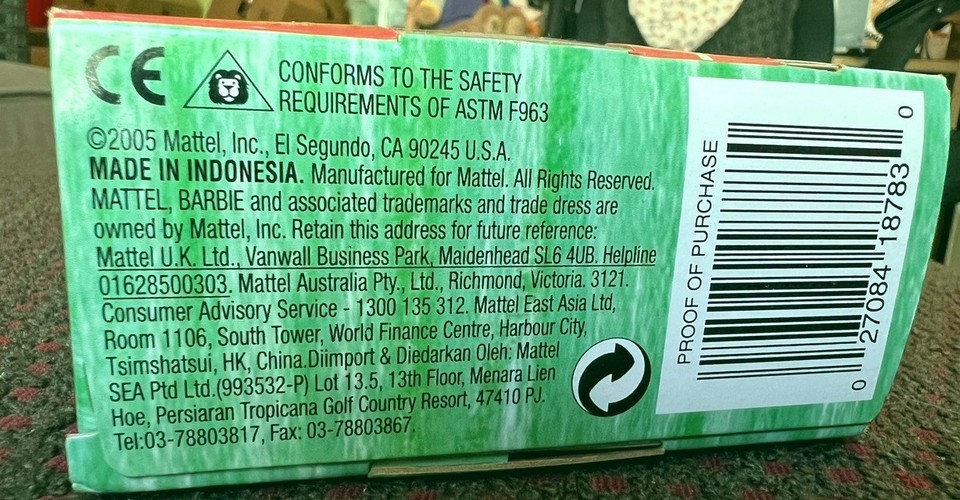 CE
CONFORMS TO THE SAFETY
REQUIREMENTS OF ASTM F963
©2005 Mattel, Inc., El Segundo, CA 90245 U.S.A.
MADE IN INDONESIA. Manufactured for Mattel. All Rights Reserved.
MATTEL, BARBIE and associated trademarks and trade dress are
owned by Mattel, Inc. Retain this address for future reference:
Mattel U.K. Ltd., Vanwall Business Park, Maidenhead SL6 4UB. Helpline
01628500303. Mattel Australia Pty., Ltd., Richmond, Victoria. 3121.
Consumer Advisory Service - 1300 135 312. Mattel East Asia Ltd,
Room 1106, South Tower, World Finance Centre, Harbour City,
Tsimshatsui, HK, China.Diimport & Diedarkan Oleh: Mattel
SEA Ptd Ltd.(993532-P) Lot 13.5, 13th Floor, Menara Lien
Hoe, Persiaran Tropicana Golf Country Resort, 47410 PJ.
Tel:03-78803817, Fax: 03-78803867.
PROOF OF PURCHASE
0 27084 18783 0